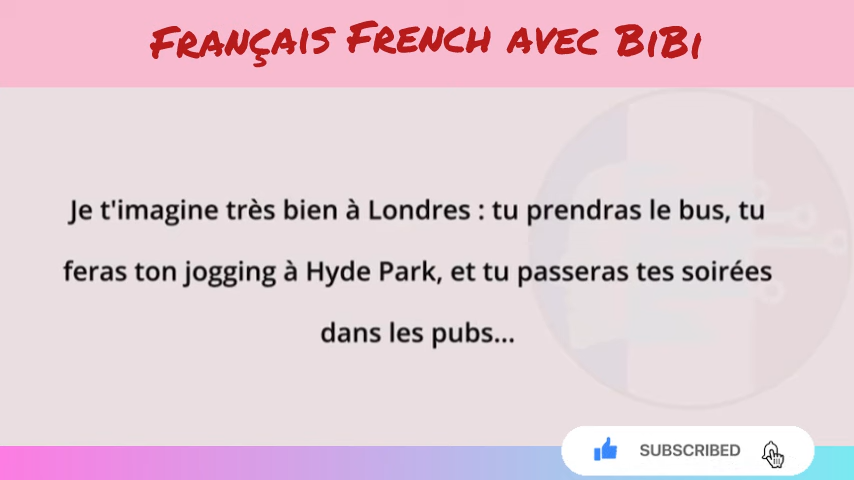 FRANÇAIS FRENCH AVEC BIBI
Je t'imagine très bien à Londres : tu prendras le bus, tu
feras ton jogging à Hyde Park, et tu passeras tes soirées
dans les pubs...
SUBSCRIBED